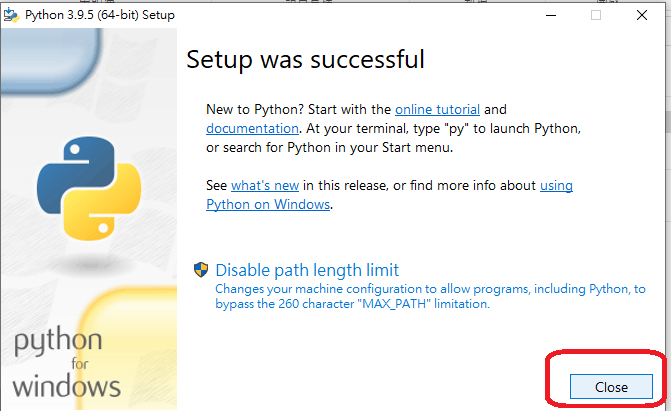 Python 3.9.5 (64-bit) Setup
Setup was successful
New to Python? Start with the online tutorial and
documentation. At your terminal, type "py" to launch Python,
or search for Python in your Start menu.
See what's new in this release, or find more info about using
Python on Windows.
Disable path length limit
Changes your machine configuration to allow programs, including Python, to
bypass the 260 character "MAX_PATH" limitation.
python
for
windows
Close